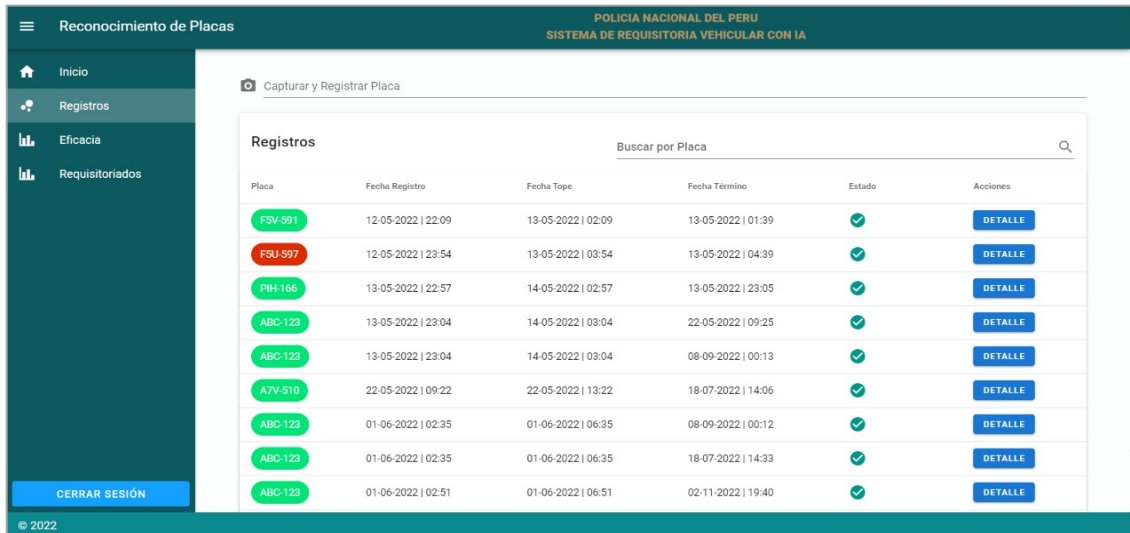 Reconocimiento de Placas
POLICIA NACIONAL DEL PERU
SISTEMA DE REQUISITORIA VEHICULAR CON IA
Inicio
Registros
Eficacia
Requisitoriados
CERRAR SESIÓN
Capturar y Registrar Placa
Registros
Buscar por Placa
Placa Fecha Registro Fecha Tope Fecha Término Estado Acciones
F5V-591 12-05-2022 | 22:09 13-05-2022 | 02:09 13-05-2022 | 01:39 DETALLE
F5U-597 12-05-2022 | 23:54 13-05-2022 | 03:54 13-05-2022 | 04:39 DETALLE
PIH-166 13-05-2022 | 22:57 14-05-2022 | 02:57 13-05-2022 | 23:05 DETALLE
ABC-123 13-05-2022 | 23:04 14-05-2022 | 03:04 22-05-2022 | 09:25 DETALLE
ABC-123 13-05-2022 | 23:04 14-05-2022 | 03:04 08-09-2022 | 00:13 DETALLE
A7V-510 22-05-2022 | 09:22 22-05-2022 | 13:22 18-07-2022 | 14:06 DETALLE
ABC-123 01-06-2022 | 02:35 01-06-2022 | 06:35 08-09-2022 | 00:12 DETALLE
ABC-123 01-06-2022 | 02:35 01-06-2022 | 06:35 18-07-2022 | 14:33 DETALLE
ABC-123 01-06-2022 | 02:51 01-06-2022 | 06:51 02-11-2022 | 19:40 DETALLE
© 2022